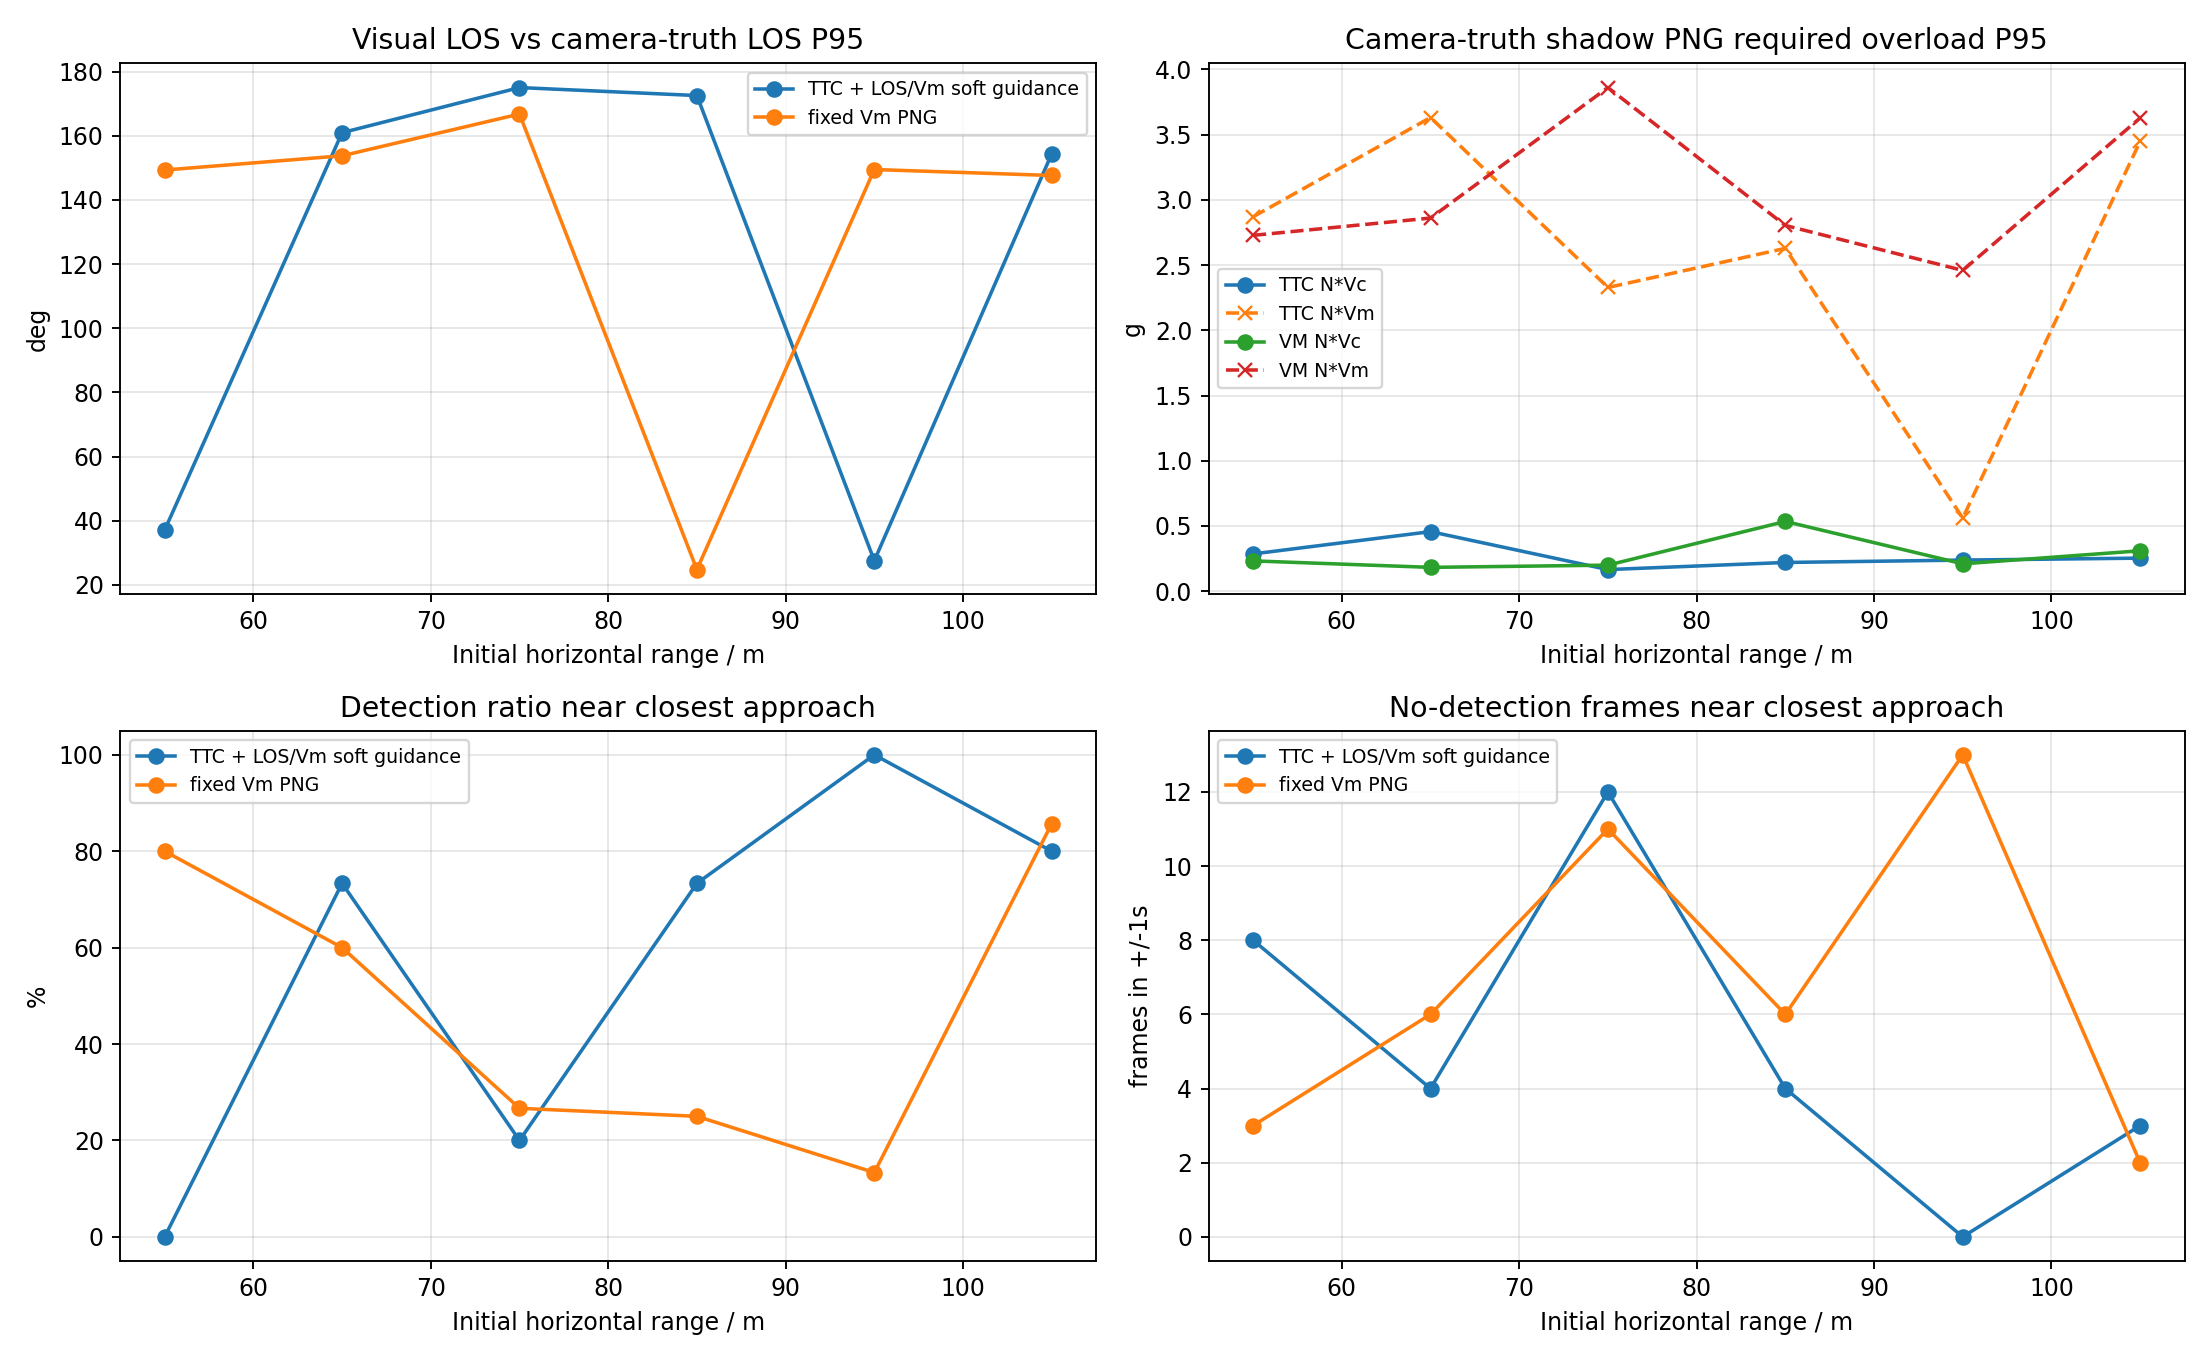 Visual LOS vs camera-truth LOS P95
180
160
140
120
100
80
60
40
20
deg
TTC + LOS/Vm soft guidance
fixed Vm PNG
60 70 80 90 100
Initial horizontal range / m
Camera-truth shadow PNG required overload P95
4.0
3.5
3.0
2.5
2.0
1.5
1.0
0.5
0.0
g
TTC N*Vc
TTC N*Vm
VM N*Vc
VM N*Vm
60 70 80 90 100
Initial horizontal range / m
Detection ratio near closest approach
100
80
60
40
20
0
%
TTC + LOS/Vm soft guidance
fixed Vm PNG
60 70 80 90 100
Initial horizontal range / m
No-detection frames near closest approach
12
10
8
6
4
2
0
frames in +/-1s
TTC + LOS/Vm soft guidance
fixed Vm PNG
60 70 80 90 100
Initial horizontal range / m